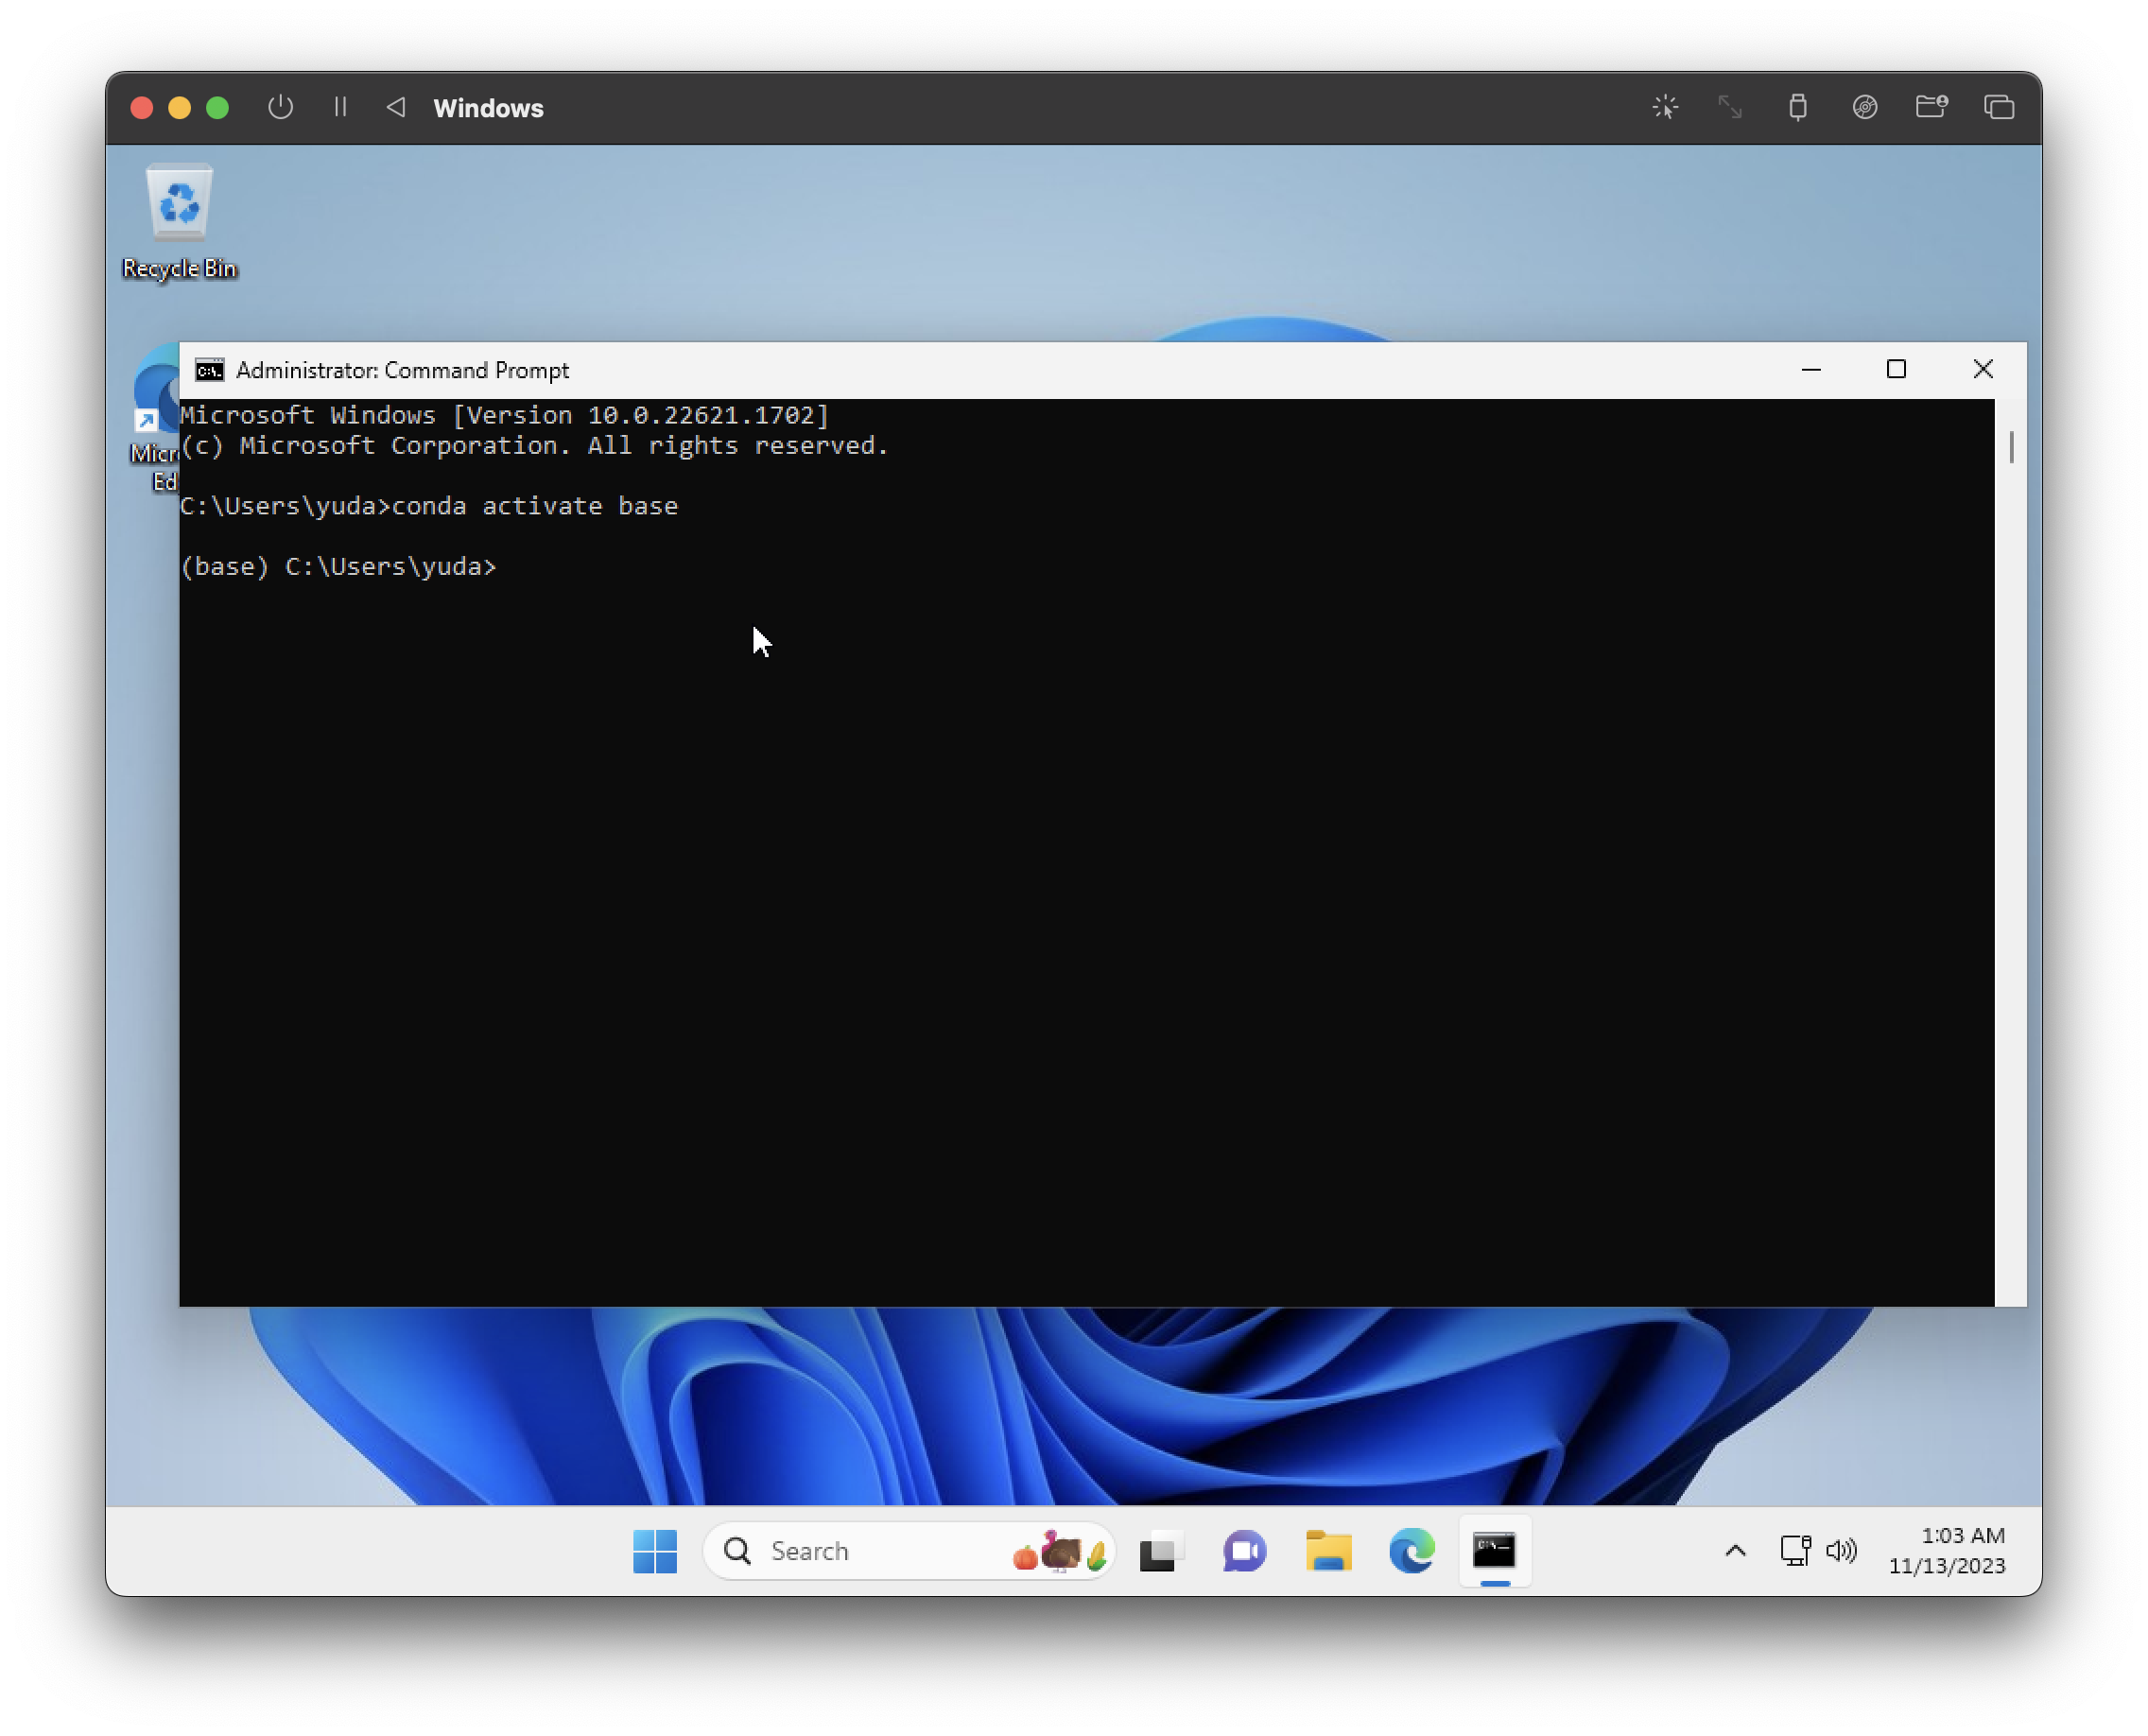 Windows
Recycle Bin
Administrator: Command Prompt
Microsoft Windows [Version 10.0.22621.1702]
(c) Microsoft Corporation. All rights reserved.
Micr
Ed
C:\Users\yuda>conda activate base
(base) C:\Users\yuda>
Search
1:03 AM
11/13/2023